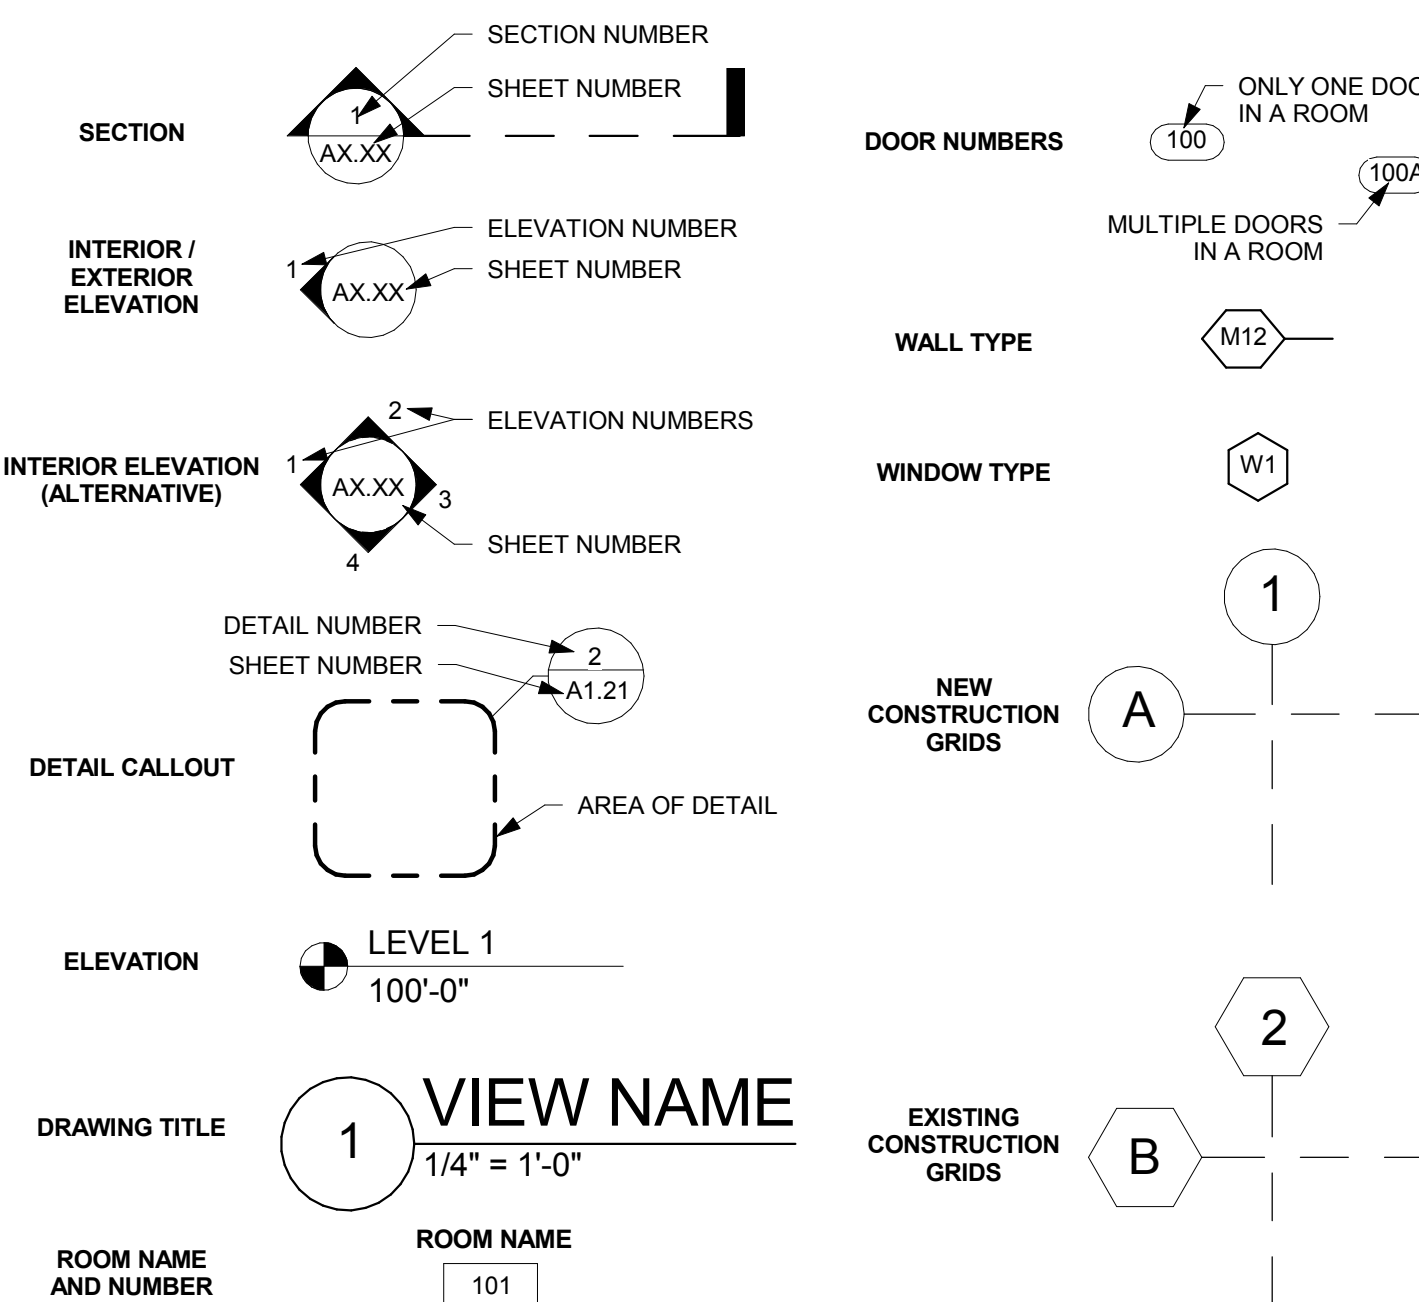 SECTION NUMBER
SHEET NUMBER
SECTION
1
AX.XX
INTERIOR /
EXTERIOR
ELEVATION
ELEVATION NUMBER
SHEET NUMBER
1
AX.XX
INTERIOR ELEVATION
(ALTERNATIVE)
2
ELEVATION NUMBERS
1
AX.XX
3
SHEET NUMBER
4
DETAIL CALLOUT
DETAIL NUMBER
SHEET NUMBER
2
A1.21
AREA OF DETAIL
ELEVATION
LEVEL 1
100'-0"
DRAWING TITLE
1
VIEW NAME
1/4" = 1'-0"
ROOM NAME
AND NUMBER
ROOM NAME
101
DOOR NUMBERS
ONLY ONE DOO
IN A ROOM
100
100A
MULTIPLE DOORS
IN A ROOM
WALL TYPE
M12
WINDOW TYPE
W1
NEW
CONSTRUCTION
GRIDS
1
A
EXISTING
CONSTRUCTION
GRIDS
2
B